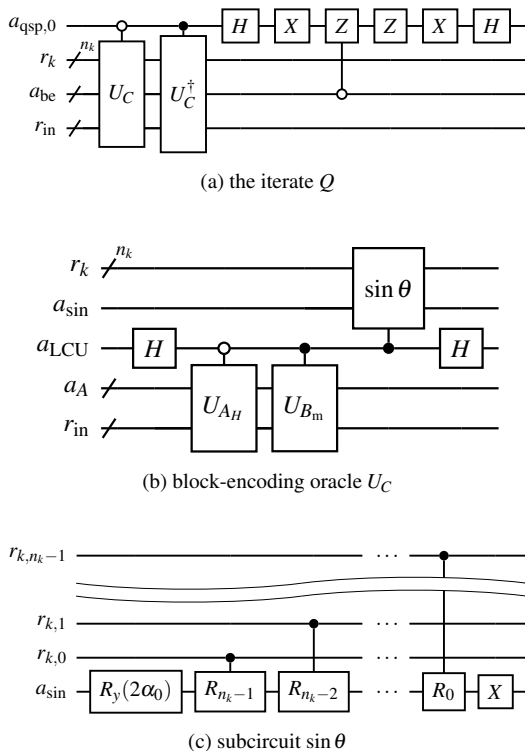 a_qsp,0 H X Z Z X H
r_k n_k
a_be U_C U_C^†
r_in
(a) the iterate Q
r_k n_k sin θ
a_sin
a_LCU H H
a_A U_{A_H} U_{B_m}
r_in
(b) block-encoding oracle U_C
r_{k,n_k−1} ···
r_{k,1} ···
r_{k,0} ···
a_sin R_y(2α_0) R_{n_k−1} R_{n_k−2} ··· R_0 X
(c) subcircuit sin θ